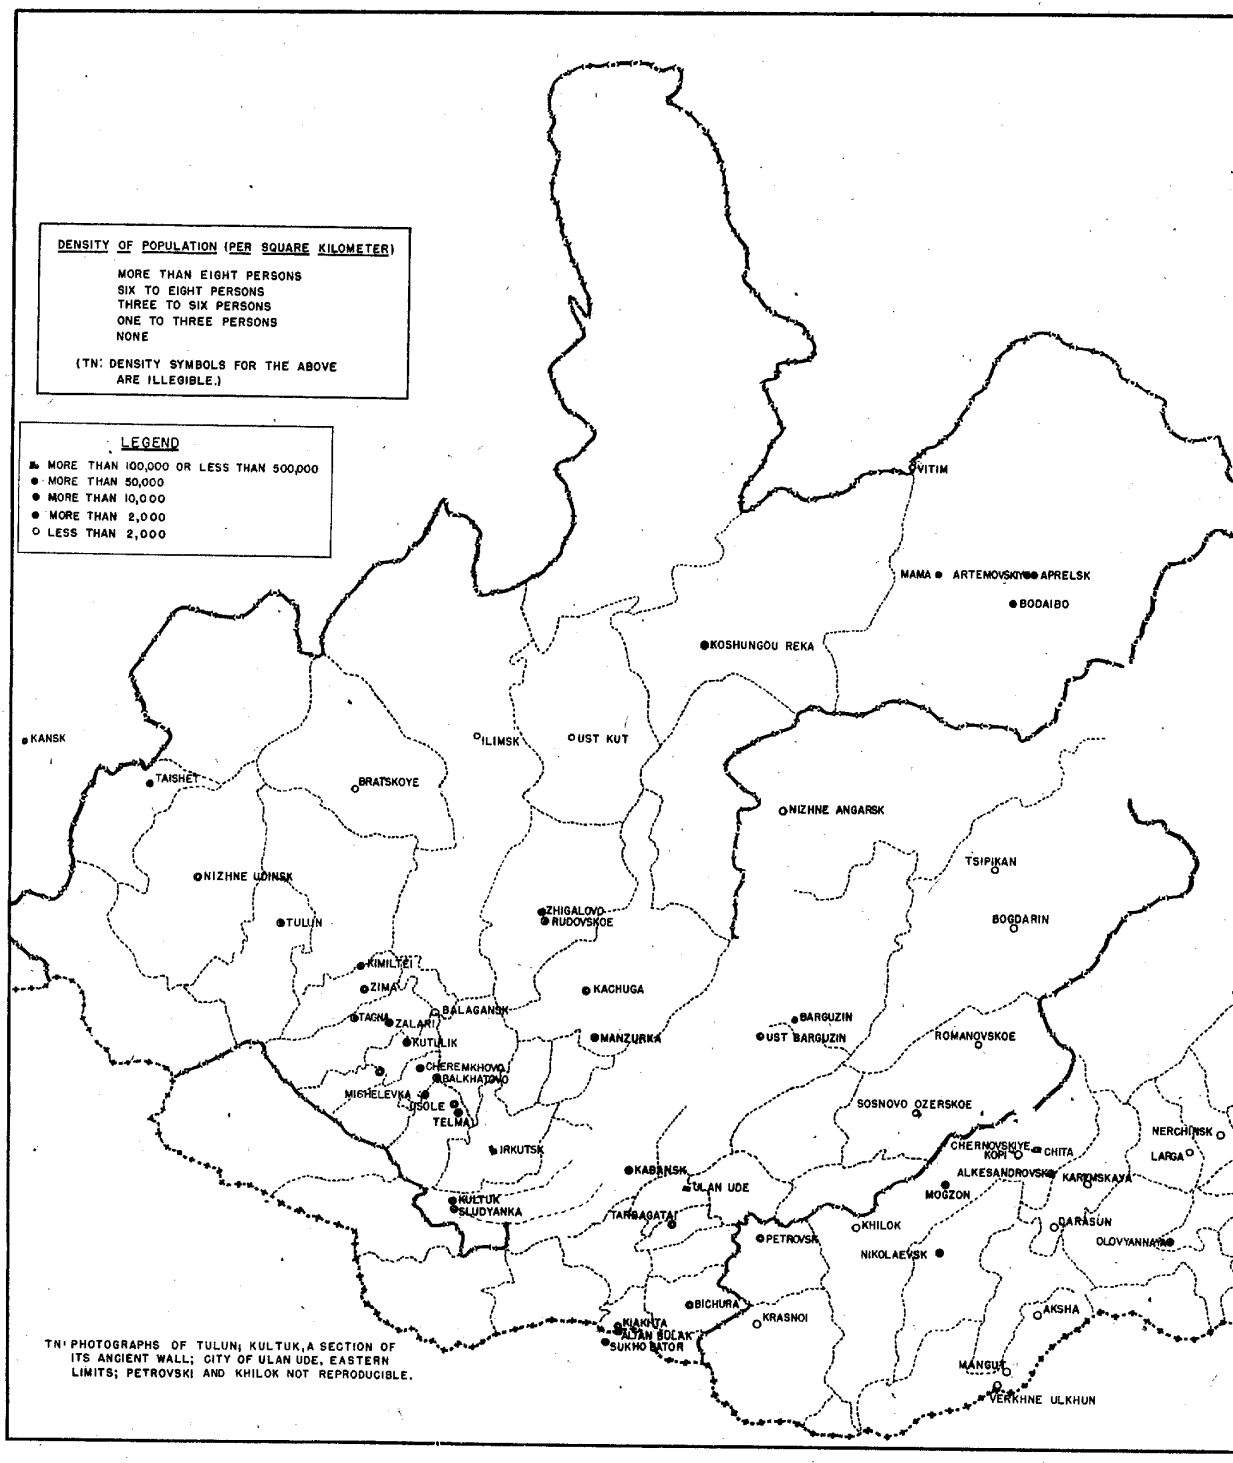 DENSITY OF POPULATION (PER SQUARE KILOMETER)
MORE THAN EIGHT PERSONS
SIX TO EIGHT PERSONS
THREE TO SIX PERSONS
ONE TO THREE PERSONS
NONE
(TN: DENSITY SYMBOLS FOR THE ABOVE
ARE ILLEGIBLE.)
LEGEND
MORE THAN 100,000 OR LESS THAN 500,000
MORE THAN 50,000
MORE THAN 10,000
MORE THAN 2,000
LESS THAN 2,000
VITIM
MAMA
ARTEMOVSKIY
APRELSK
BODAIBO
KOSHUNGOU REKA
KANSK
ILIMSK
UST KUT
TAISHET
BRATSKOYE
NIZHNE ANGARSK
TSIPIKAN
NIZHNE UDINSK
ZHIGALOVO
RUDOVSKOE
TULUN
BOGDARIN
KIMILTEI
ZIMA
KACHUGA
BALAGANSK
TAGNA
ZALARI
BARGUZIN
UST BARGUZIN
ROMANOVSKOE
MANZURKA
KUTULIK
CHEREMKHOVO
BALKHATOVO
MISHELEVKA
USOLE
TELMA
SOSNOVO OZERSKOE
NERCHINSK
IRKUTSK
CHERNOVSKIYE
KOPI
CHITA
LARGA
KABANSK
ALKESANDROVSK
KARYMSKAYA
ULAN UDE
MOGZON
KULTUK
SLUDYANKA
TARBAGATAI
KHILOK
DARASUN
PETROVSK
NIKOLAEVSK
OLOVYANNAYA
BICHURA
KRASNOI
AKSHA
KIAKHTA
ALTAN BULAK
SUKHO BATOR
TN: PHOTOGRAPHS OF TULUN; KULTUK, A SECTION OF
ITS ANCIENT WALL; CITY OF ULAN UDE, EASTERN
LIMITS; PETROVSKI AND KHILOK NOT REPRODUCIBLE.
MANGUT
VERKHNE ULKHUN